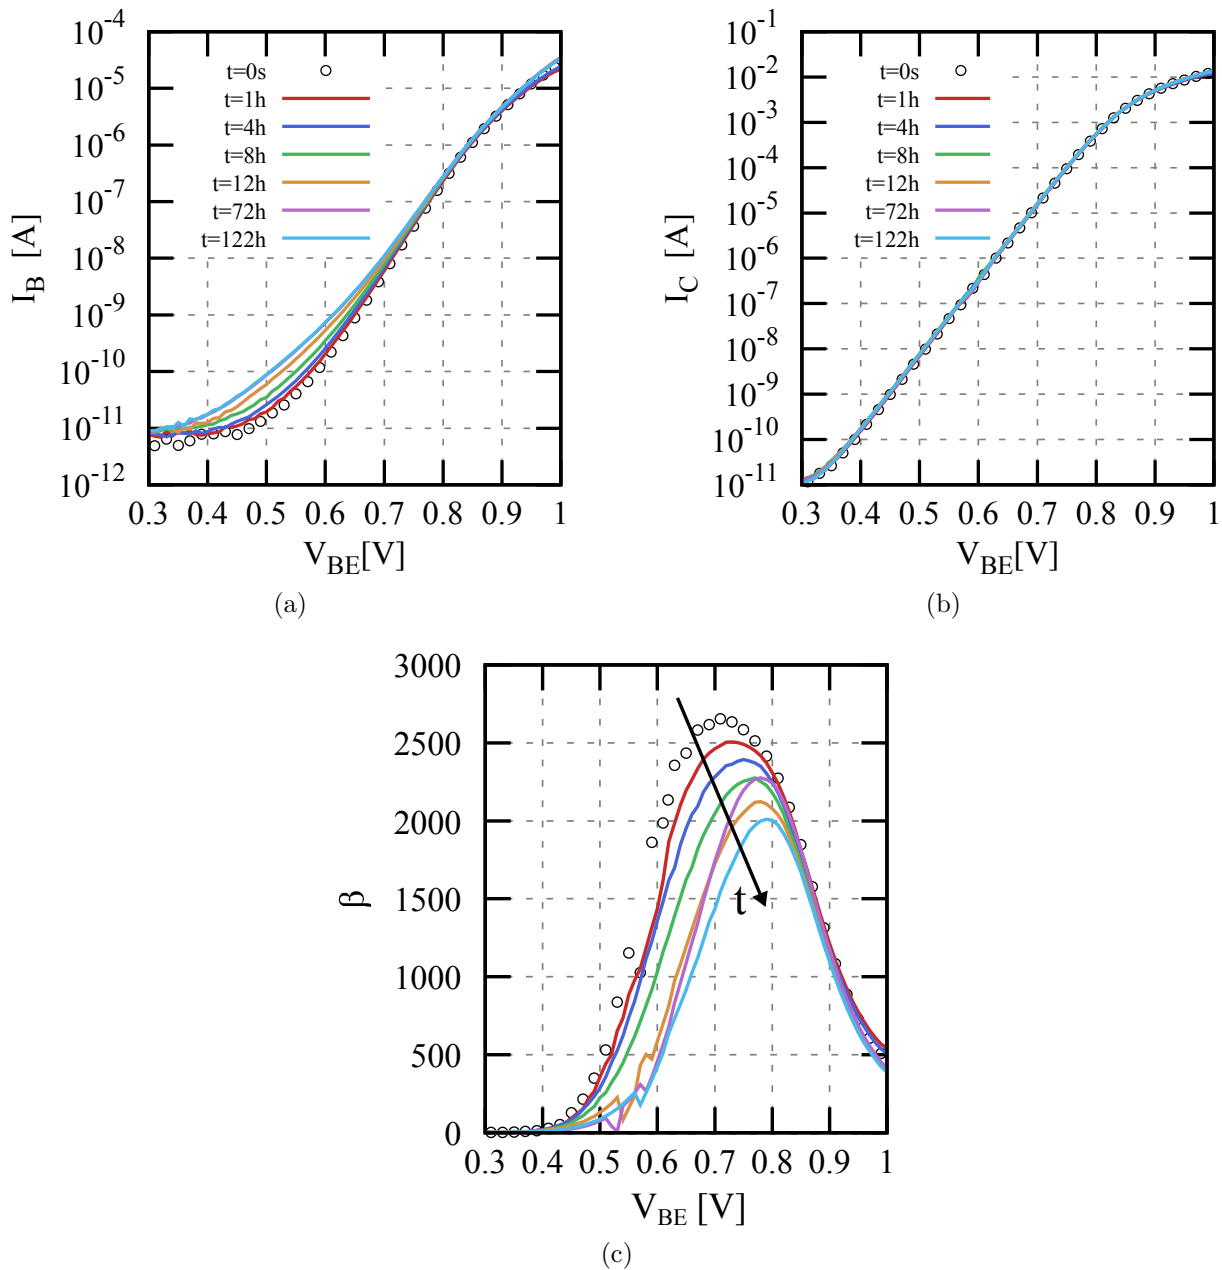 10^-4
10^-5
10^-6
10^-7
10^-8
10^-9
10^-10
10^-11
10^-12
I_B [A]
t=0s
t=1h
t=4h
t=8h
t=12h
t=72h
t=122h
0.3 0.4 0.5 0.6 0.7 0.8 0.9 1
V_BE[V]
(a)
10^-1
10^-2
10^-3
10^-4
10^-5
10^-6
10^-7
10^-8
10^-9
10^-10
10^-11
I_C [A]
t=0s
t=1h
t=4h
t=8h
t=12h
t=72h
t=122h
0.3 0.4 0.5 0.6 0.7 0.8 0.9 1
V_BE[V]
(b)
3000
2500
2000
1500
1000
500
0
β
t
0.3 0.4 0.5 0.6 0.7 0.8 0.9 1
V_BE [V]
(c)